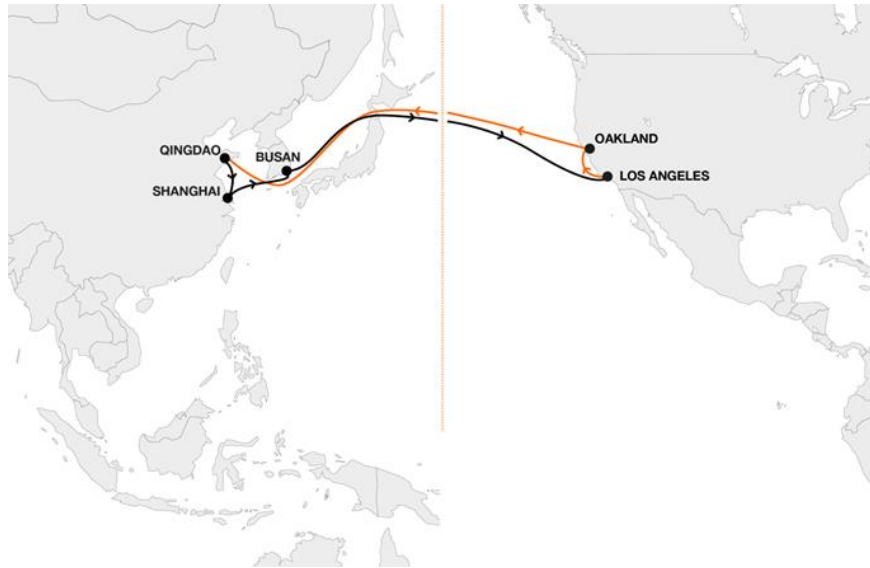 OAKLAND
QINGDAO
BUSAN
LOS ANGELES
SHANGHAI